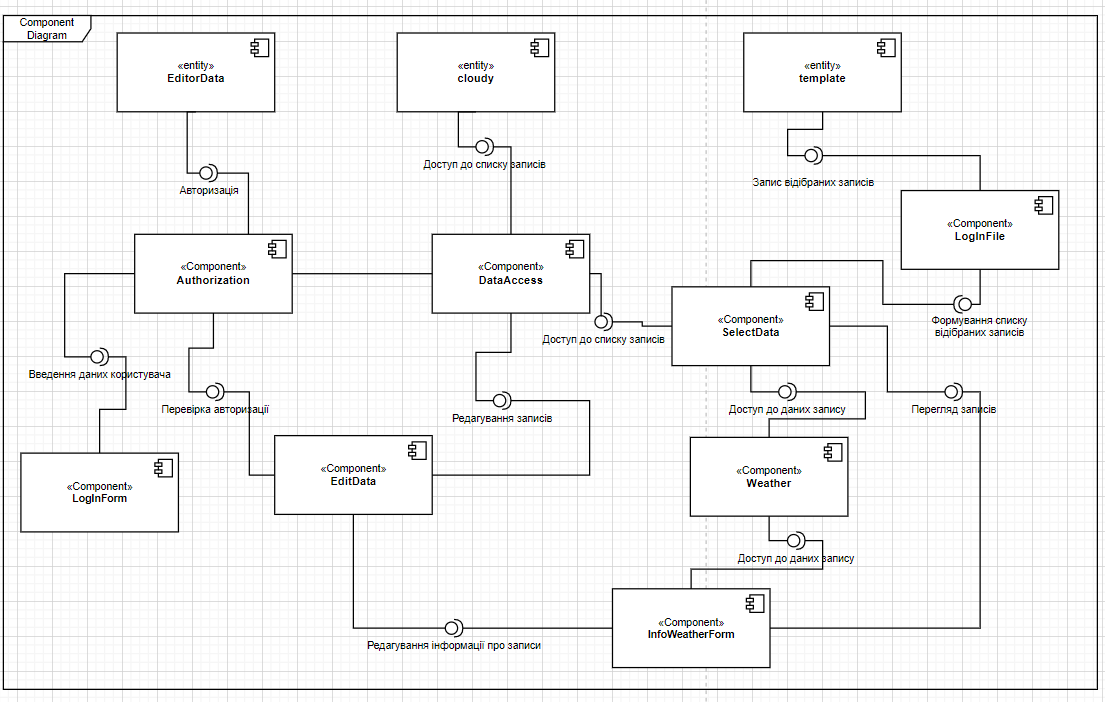 Component
Diagram
«entity»
EditorData
«entity»
cloudy
«entity»
template
Авторизація
Доступ до списку записів
Запис відібраних записів
«Component»
LogInFile
«Component»
Authorization
«Component»
DataAccess
«Component»
SelectData
Формування списку
відібраних записів
Доступ до списку записів
Введення даних користувача
Перевірка авторизації
Редагування записів
Доступ до даних запису
Перегляд записів
«Component»
LogInForm
«Component»
EditData
«Component»
Weather
Доступ до даних запису
«Component»
InfoWeatherForm
Редагування інформації про записи